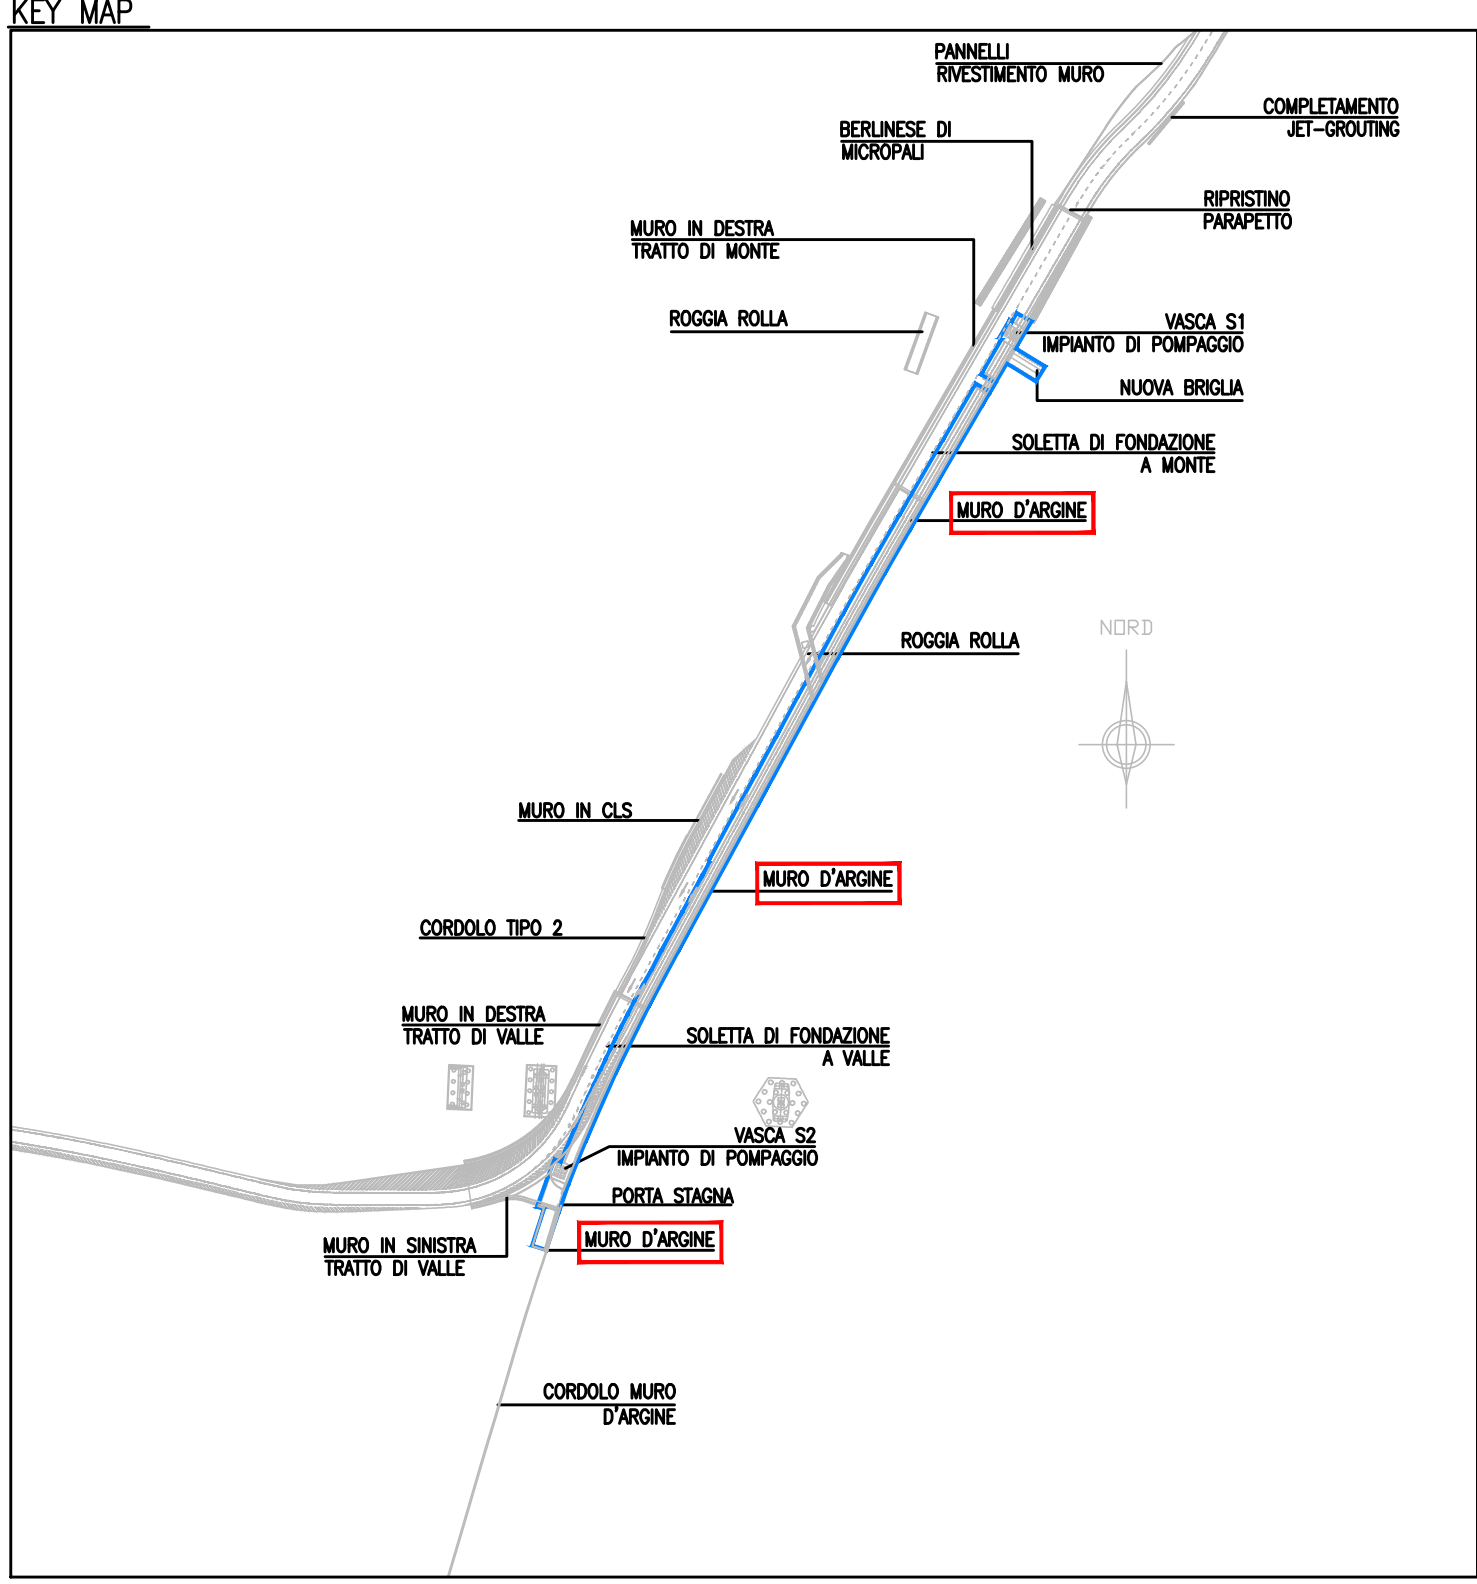 KEY MAP
PANNELLI
RIVESTIMENTO MURO
COMPLETAMENTO
JET-GROUTING
BERLINESE DI
MICROPALI
RIPRISTINO
PARAPETTO
MURO IN DESTRA
TRATTO DI MONTE
ROGGIA ROLLA
VASCA S1
IMPIANTO DI POMPAGGIO
NUOVA BRIGLIA
SOLETTA DI FONDAZIONE
A MONTE
MURO D'ARGINE
NORD
ROGGIA ROLLA
MURO IN CLS
MURO D'ARGINE
CORDOLO TIPO 2
MURO IN DESTRA
TRATTO DI VALLE
SOLETTA DI FONDAZIONE
A VALLE
VASCA S2
IMPIANTO DI POMPAGGIO
PORTA STAGNA
MURO D'ARGINE
MURO IN SINISTRA
TRATTO DI VALLE
CORDOLO MURO
D'ARGINE